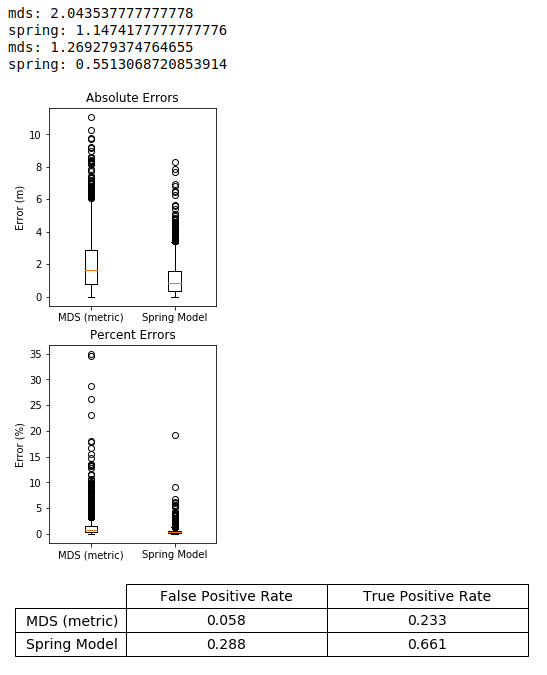 mds: 2.043537777777778
spring: 1.1474177777777776
mds: 1.269279374764655
spring: 0.5513068720853914
Absolute Errors
10
8
6
4
2
0
Error (m)
MDS (metric) Spring Model
Percent Errors
35
30
25
20
15
10
5
0
Error (%)
MDS (metric) Spring Model
False Positive Rate True Positive Rate
MDS (metric) 0.058 0.233
Spring Model 0.288 0.661